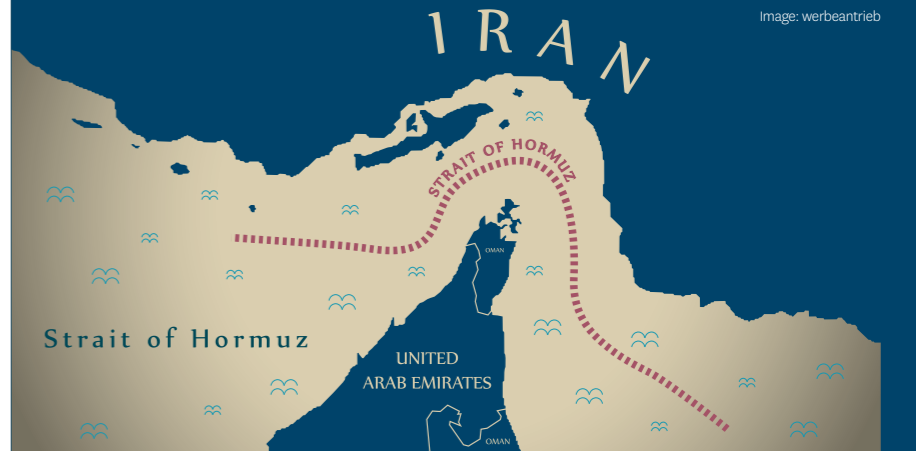 Image: werbeantrieb
IRAN
STRAIT OF HORMUZ
OMAN
Strait of Hormuz
UNITED
ARAB EMIRATES
OMAN